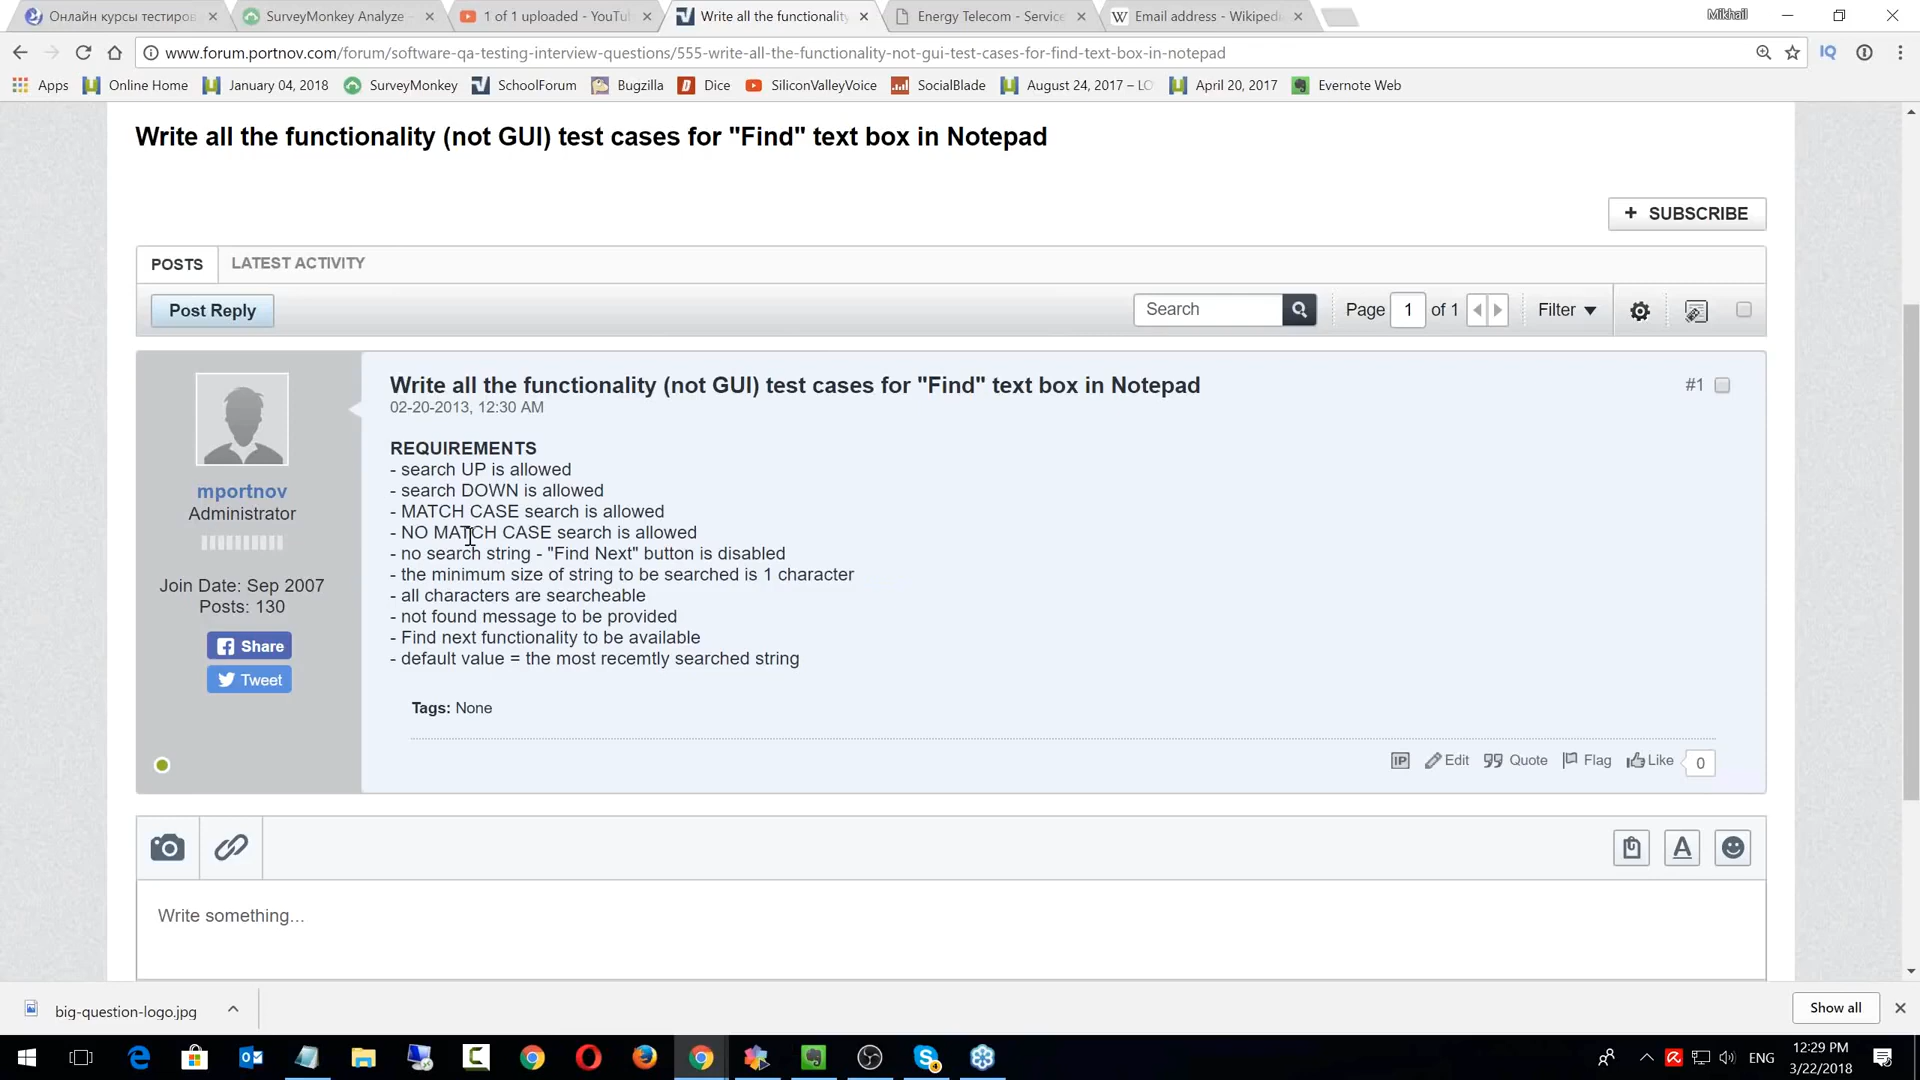 Онлайн курсы тестиров
SurveyMonkey Analyze -
1 of 1 uploaded - YouTu
Write all the functionality
Energy Telecom - Service
Email address - Wikipedi
Mikhail
www.forum.portnov.com/forum/software-qa-testing-interview-questions/555-write-all-the-functionality-not-gui-test-cases-for-find-text-box-in-notepad
Apps Online Home January 04, 2018 SurveyMonkey SchoolForum Bugzilla Dice SiliconValleyVoice SocialBlade August 24, 2017 – LO April 20, 2017 Evernote Web
Write all the functionality (not GUI) test cases for "Find" text box in Notepad
+ SUBSCRIBE
POSTS LATEST ACTIVITY
Post Reply Search Page 1 of 1 Filter
Write all the functionality (not GUI) test cases for "Find" text box in Notepad #1
02-20-2013, 12:30 AM
mportnov
Administrator
Join Date: Sep 2007
Posts: 130
Share
Tweet
REQUIREMENTS
- search UP is allowed
- search DOWN is allowed
- MATCH CASE search is allowed
- NO MATCH CASE search is allowed
- no search string - "Find Next" button is disabled
- the minimum size of string to be searched is 1 character
- all characters are searcheable
- not found message to be provided
- Find next functionality to be available
- default value = the most recemtly searched string
Tags: None
IP Edit Quote Flag Like 0
Write something...
big-question-logo.jpg Show all
ENG 12:29 PM
3/22/2018